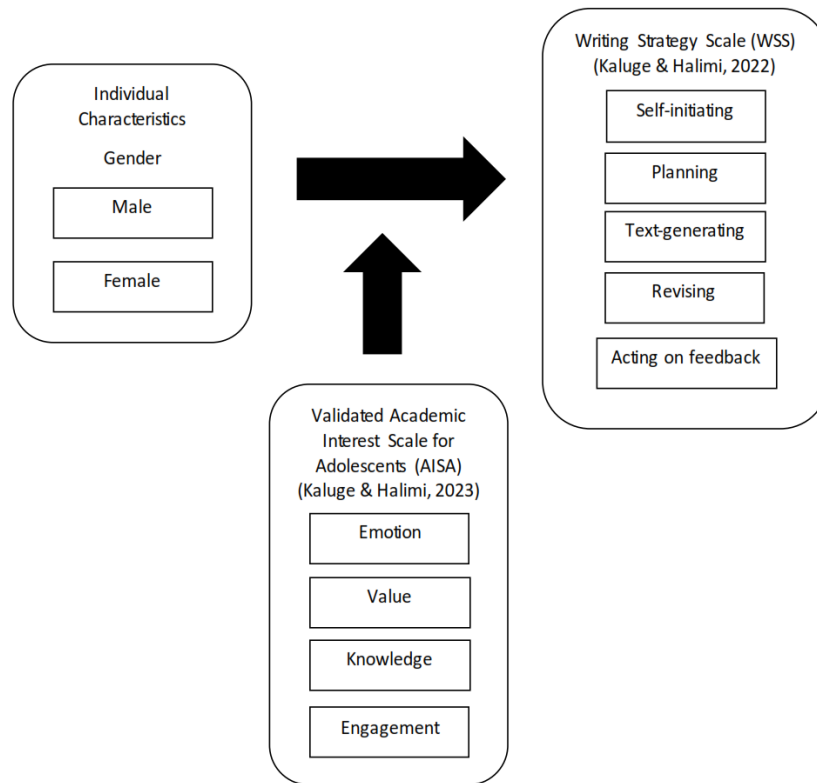 Individual
Characteristics
Gender
Male
Female
Writing Strategy Scale (WSS)
(Kaluge & Halimi, 2022)
Self-initiating
Planning
Text-generating
Revising
Acting on feedback
Validated Academic
Interest Scale for
Adolescents (AISA)
(Kaluge & Halimi, 2023)
Emotion
Value
Knowledge
Engagement